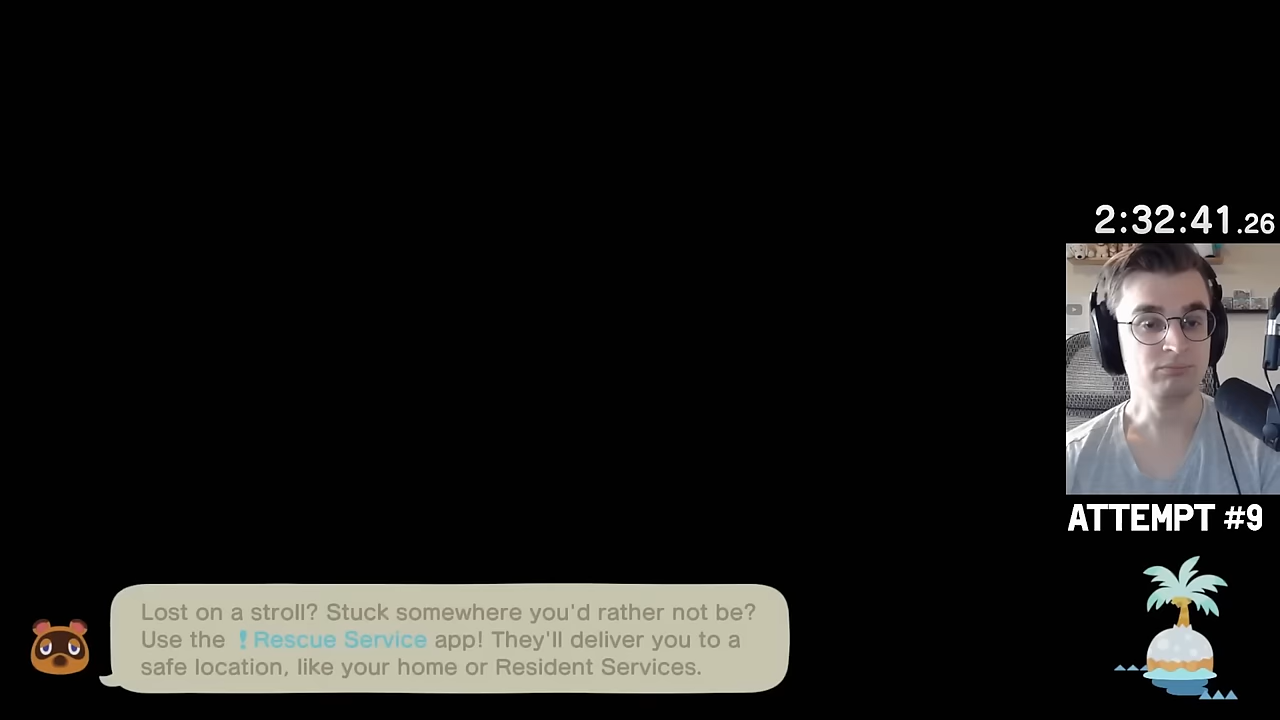 2:32:41.26
ATTEMPT #9
Lost on a stroll? Stuck somewhere you'd rather not be?
Use the ! Rescue Service app! They'll deliver you to a
safe location, like your home or Resident Services.